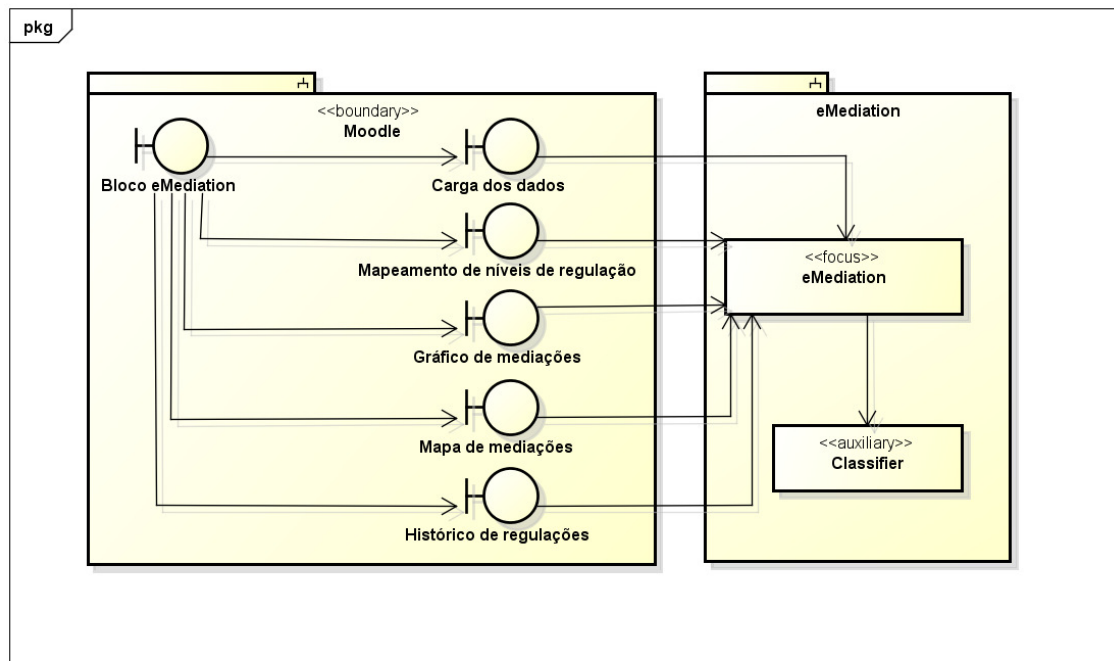 pkg
<<boundary>>
Moodle
Bloco eMediation
Carga dos dados
Mapeamento de níveis de regulação
Gráfico de mediações
Mapa de mediações
Histórico de regulações
eMediation
<<focus>>
eMediation
<<auxiliary>>
Classifier